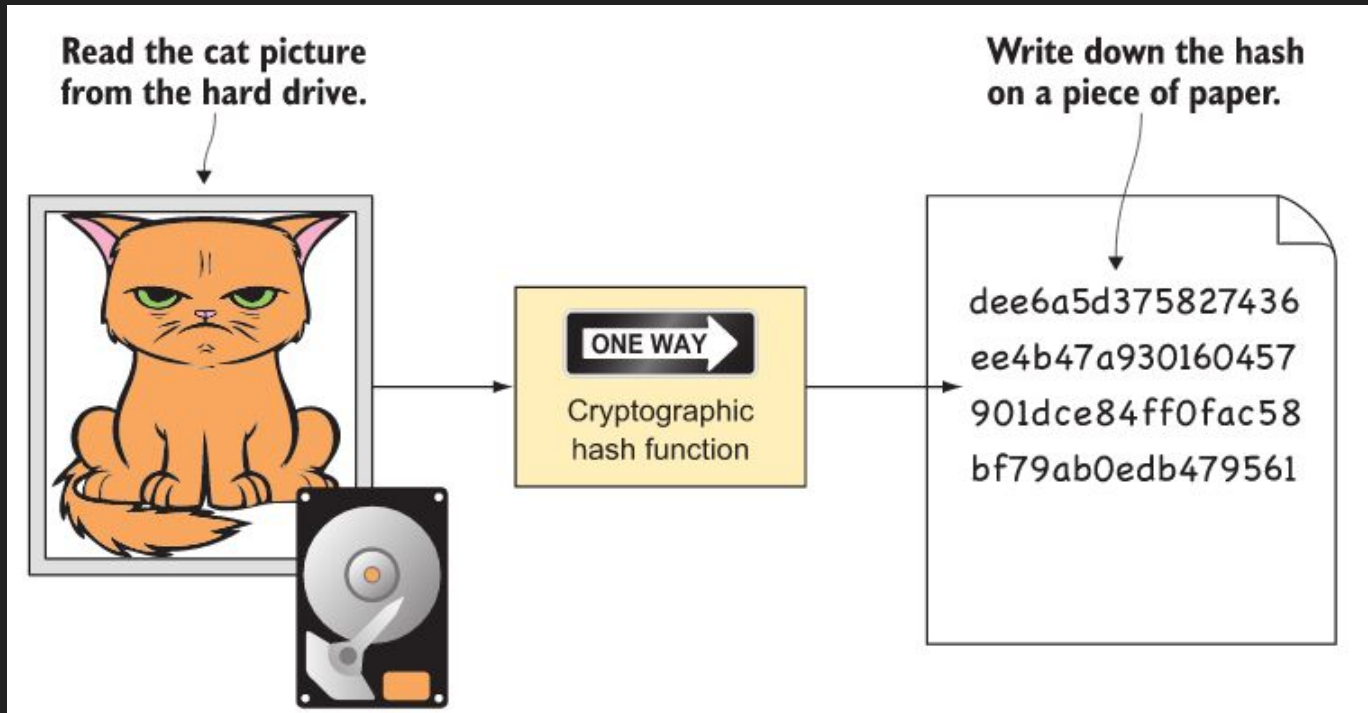 Read the cat picture
from the hard drive.
Write down the hash
on a piece of paper.
ONE WAY
Cryptographic
hash function
dee6a5d375827436
ee4b47a930160457
901dce84ff0fac58
bf79ab0edb479561